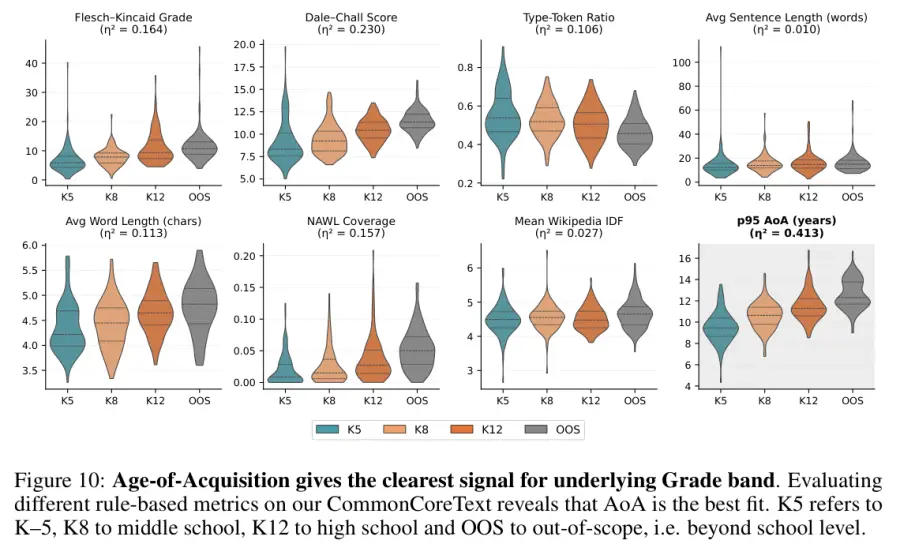 Flesch–Kincaid Grade
(η² = 0.164)
40
30
20
10
0
K5 K8 K12 OOS
Dale–Chall Score
(η² = 0.230)
20.0
17.5
15.0
12.5
10.0
7.5
5.0
K5 K8 K12 OOS
Type-Token Ratio
(η² = 0.106)
0.8
0.6
0.4
0.2
K5 K8 K12 OOS
Avg Sentence Length (words)
(η² = 0.010)
100
80
60
40
20
0
K5 K8 K12 OOS
Avg Word Length (chars)
(η² = 0.113)
6.0
5.5
5.0
4.5
4.0
3.5
K5 K8 K12 OOS
NAWL Coverage
(η² = 0.157)
0.20
0.15
0.10
0.05
0.00
K5 K8 K12 OOS
Mean Wikipedia IDF
(η² = 0.027)
6
5
4
3
K5 K8 K12 OOS
p95 AoA (years)
(η² = 0.413)
16
14
12
10
8
6
4
K5 K8 K12 OOS
K5 K8 K12 OOS
Figure 10: Age-of-Acquisition gives the clearest signal for underlying Grade band. Evaluating
different rule-based metrics on our CommonCoreText reveals that AoA is the best fit. K5 refers to
K–5, K8 to middle school, K12 to high school and OOS to out-of-scope, i.e. beyond school level.